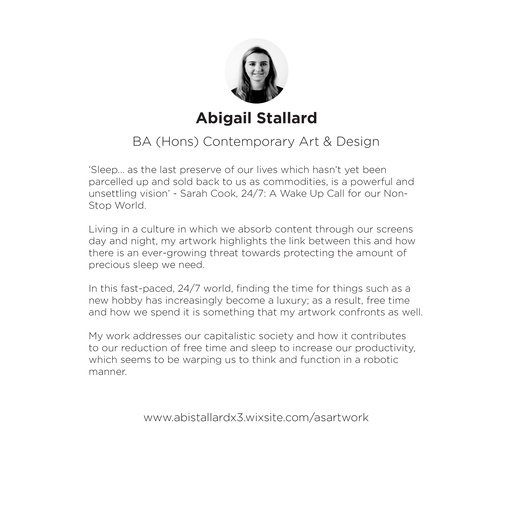 Abigail Stallard
BA (Hons) Contemporary Art & Design
‘Sleep... as the last preserve of our lives which hasn’t yet been
parcelled up and sold back to us as commodities, is a powerful and
unsettling vision’ - Sarah Cook, 24/7: A Wake Up Call for our Non-
Stop World.
Living in a culture in which we absorb content through our screens
day and night, my artwork highlights the link between this and how
there is an ever-growing threat towards protecting the amount of
precious sleep we need.
In this fast-paced, 24/7 world, finding the time for things such as a
new hobby has increasingly become a luxury; as a result, free time
and how we spend it is something that my artwork confronts as well.
My work addresses our capitalistic society and how it contributes
to our reduction of free time and sleep to increase our productivity,
which seems to be warping us to think and function in a robotic
manner.
www.abistallardx3.wixsite.com/asartwork